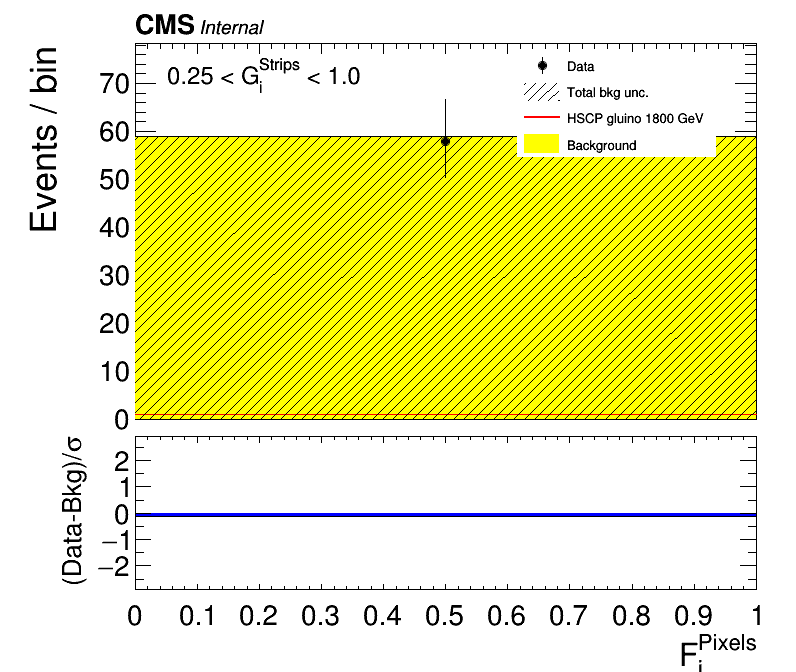 CMS Internal
Events / bin
0.25 < G_i^Strips < 1.0
Data
Total bkg unc.
HSCP gluino 1800 GeV
Background
70
60
50
40
30
20
10
0
(Data-Bkg)/σ
2
1
0
−1
−2
0 0.1 0.2 0.3 0.4 0.5 0.6 0.7 0.8 0.9 1
F_i^Pixels